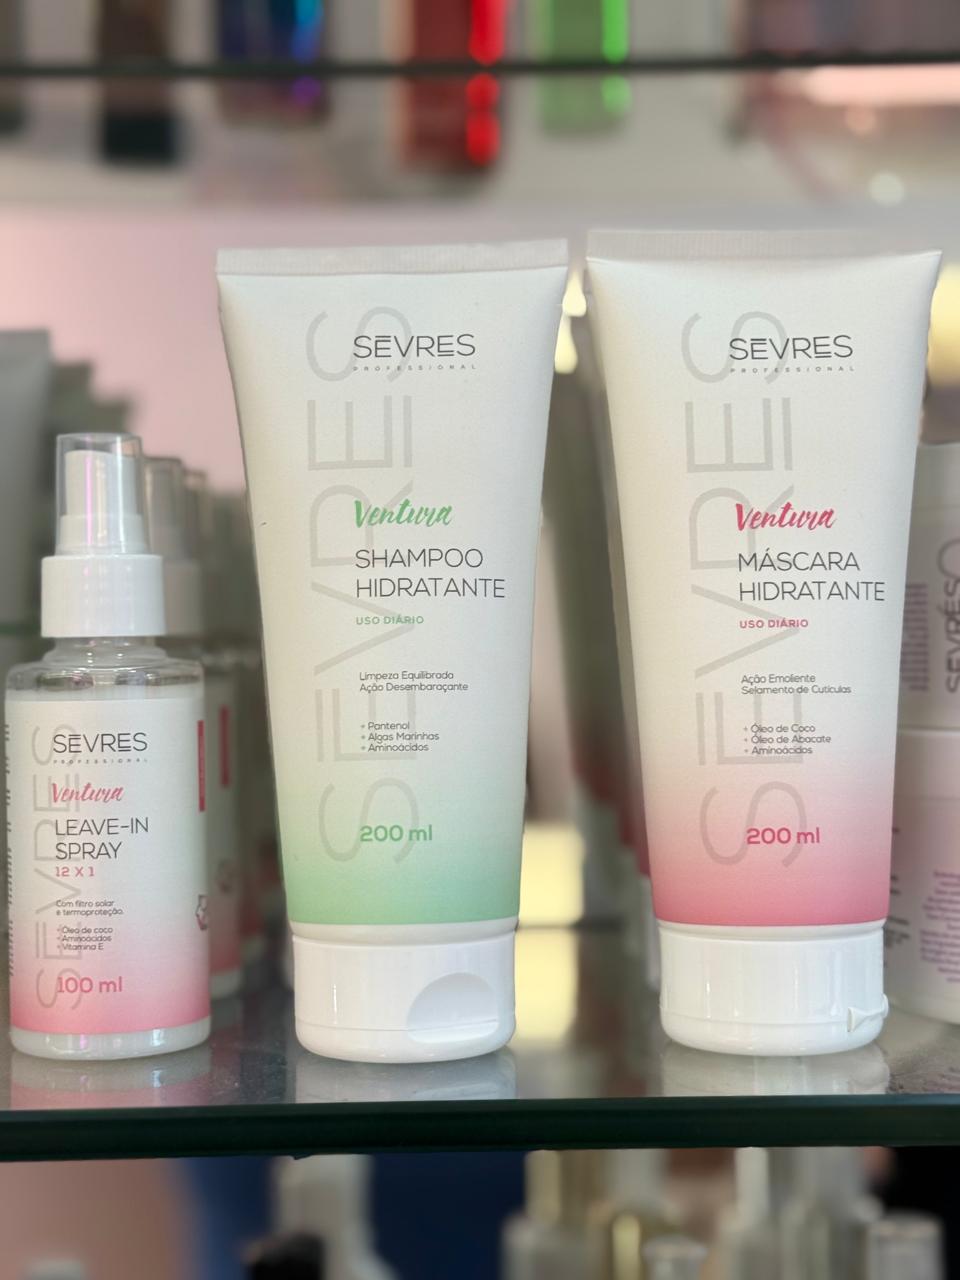 SEVRES
PROFESSIONAL
Ventura
LEAVE-IN
SPRAY
12 X 1
Com filtro solar
e termoproteção.
+ Óleo de coco
+ Aminoácidos
+ Vitamina E
100 ml
SEVRES
SEVRES
PROFESSIONAL
Ventura
SHAMPOO
HIDRATANTE
USO DIÁRIO
Limpeza Equilibrada
Ação Desembaraçante
+ Pantenol
+ Algas Marinhas
+ Aminoácidos
200 ml
SEVRES
SEVRES
PROFESSIONAL
Ventura
MÁSCARA
HIDRATANTE
USO DIÁRIO
Ação Emoliente
Selamento de Cutículas
+ Óleo de Coco
+ Óleo de Abacate
+ Aminoácidos
200 ml
SEVRES